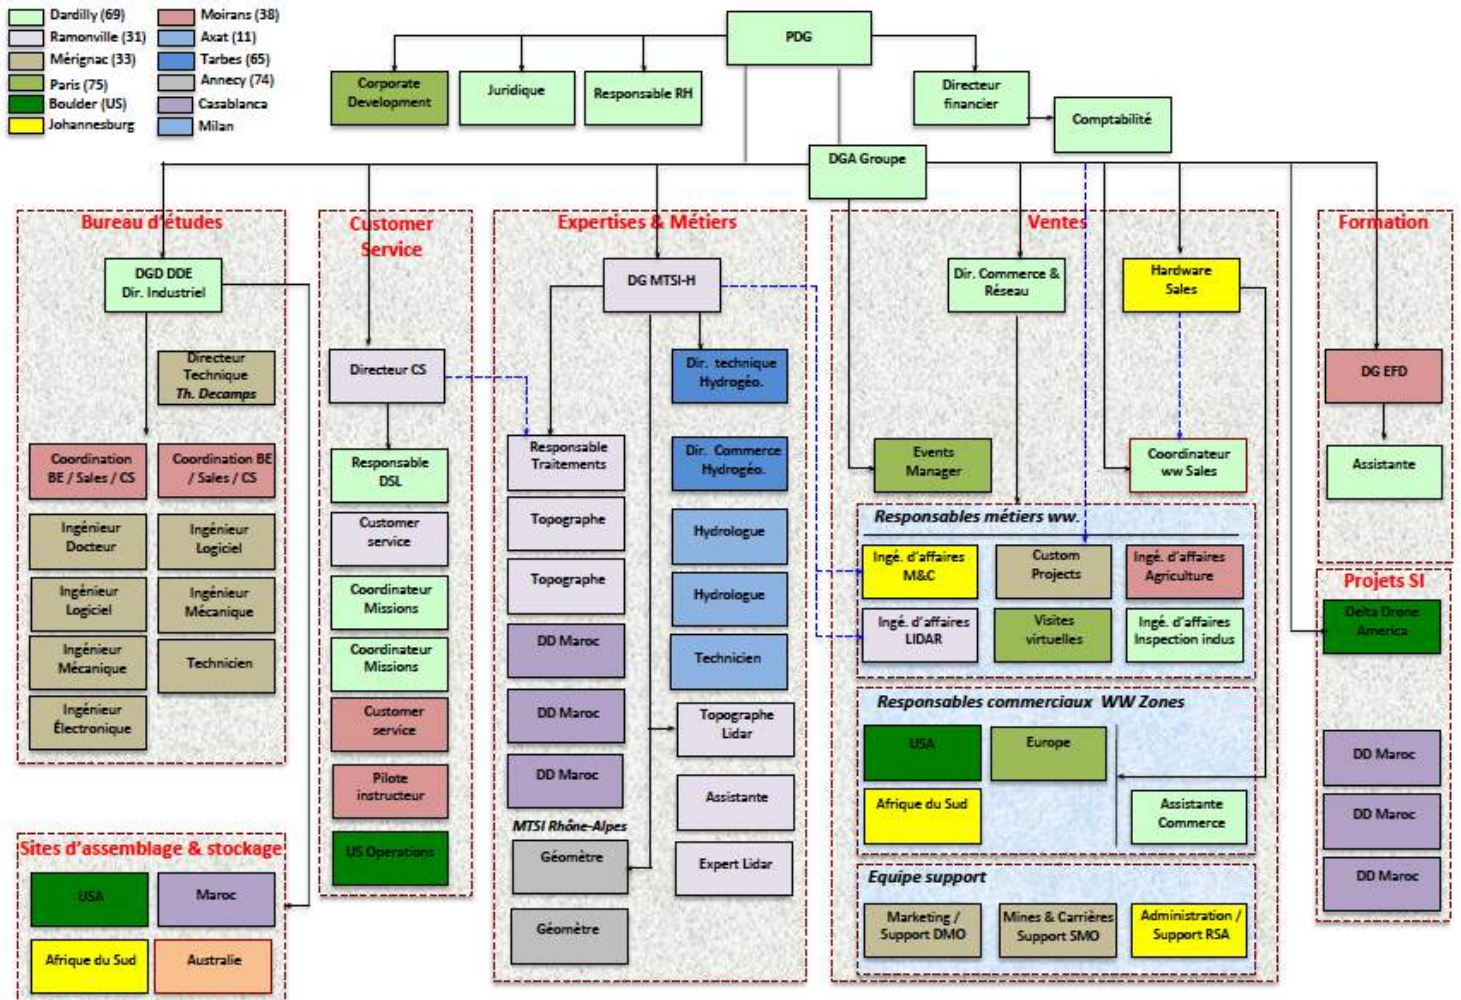 Dardilly (69)
Moirans (38)
Ramonville (31)
Axat (11)
Mérignac (33)
Tarbes (65)
Paris (75)
Annecy (74)
Boulder (US)
Casablanca
Johannesburg
Milan
PDG
Corporate
Development
Juridique
Responsable RH
Directeur
financier
Comptabilité
DGA Groupe
Bureau d'études
DGD DDE
Dir. Industriel
Directeur
Technique
Th. Decamps
Coordination
BE / Sales / CS
Coordination BE
/ Sales / CS
Ingénieur
Docteur
Ingénieur
Logiciel
Ingénieur
Logiciel
Ingénieur
Mécanique
Ingénieur
Mécanique
Technicien
Ingénieur
Électronique
Sites d'assemblage & stockage
USA
Maroc
Afrique du Sud
Australie
Customer
Service
Directeur CS
Responsable
DSL
Customer
service
Coordinateur
Missions
Coordinateur
Missions
Customer
service
Pilote
instructeur
US Operations
Expertises & Métiers
DG MTSI-H
Responsable
Traitements
Topographe
Topographe
DD Maroc
DD Maroc
DD Maroc
MTSI Rhône-Alpes
Géomètre
Géomètre
Dir. technique
Hydrogéo.
Dir. Commerce
Hydrogéo.
Hydrologue
Hydrologue
Technicien
Topographe
Lidar
Assistante
Expert Lidar
Ventes
Dir. Commerce &
Réseau
Hardware
Sales
Events
Manager
Coordinateur
ww Sales
Responsables métiers ww.
Ingé. d'affaires
M&C
Custom
Projects
Ingé. d'affaires
Agriculture
Ingé. d'affaires
LIDAR
Visites
virtuelles
Ingé. d'affaires
Inspection indus
Responsables commerciaux WW Zones
USA
Europe
Afrique du Sud
Assistante
Commerce
Equipe support
Marketing /
Support DMO
Mines & Carrières
Support SMO
Administration /
Support RSA
Formation
DG EFD
Assistante
Projets SI
Delta Drone
America
DD Maroc
DD Maroc
DD Maroc